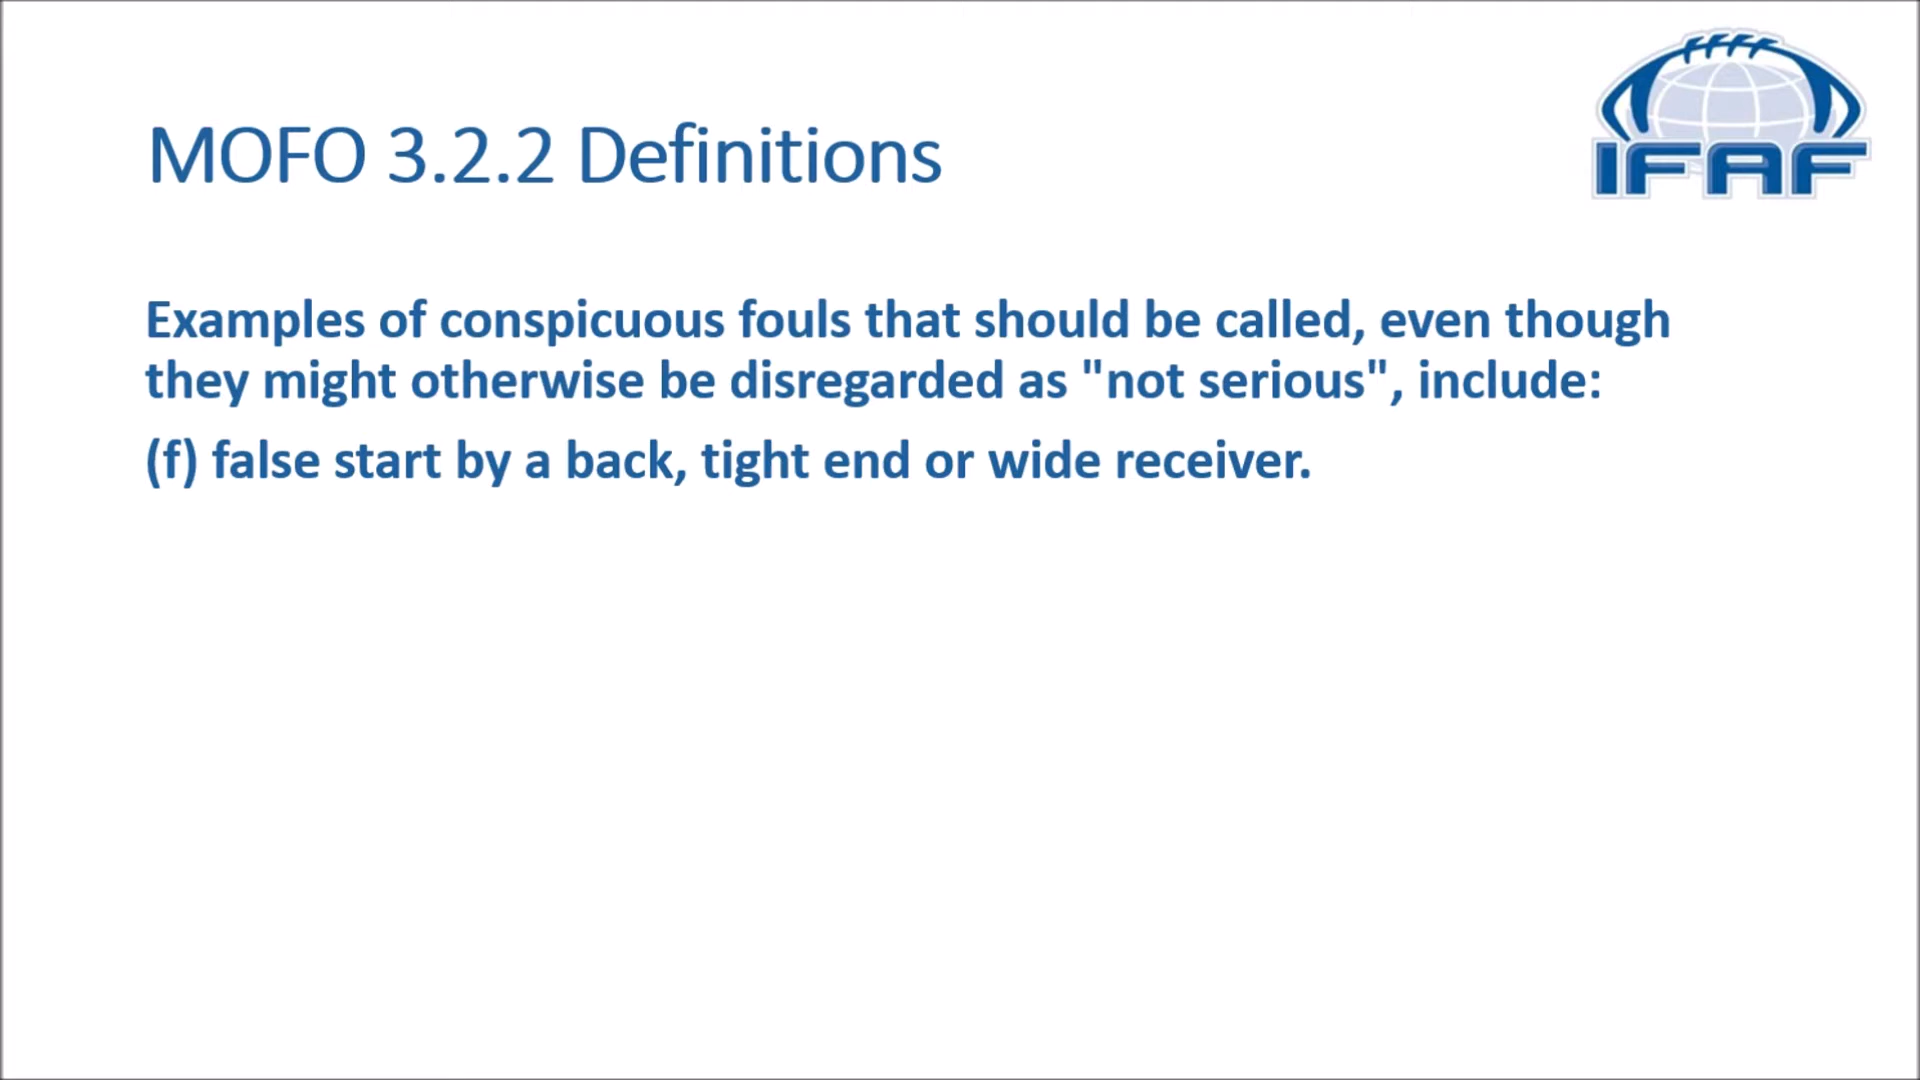 MOFO 3.2.2 Definitions
IFAF
Examples of conspicuous fouls that should be called, even though
they might otherwise be disregarded as "not serious", include:
(f) false start by a back, tight end or wide receiver.